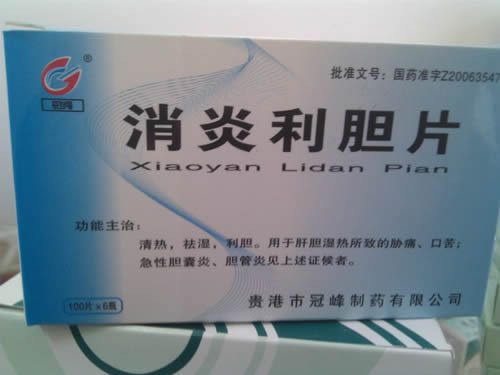 ®
冠峰
批准文号：国药准字Z20063547
消炎利胆片
Xiaoyan Lidan Pian
功能主治：
清热，祛湿，利胆。用于肝胆湿热所致的胁痛、口苦；
急性胆囊炎、胆管炎见上述证候者。
100片x6瓶
贵港市冠峰制药有限公司